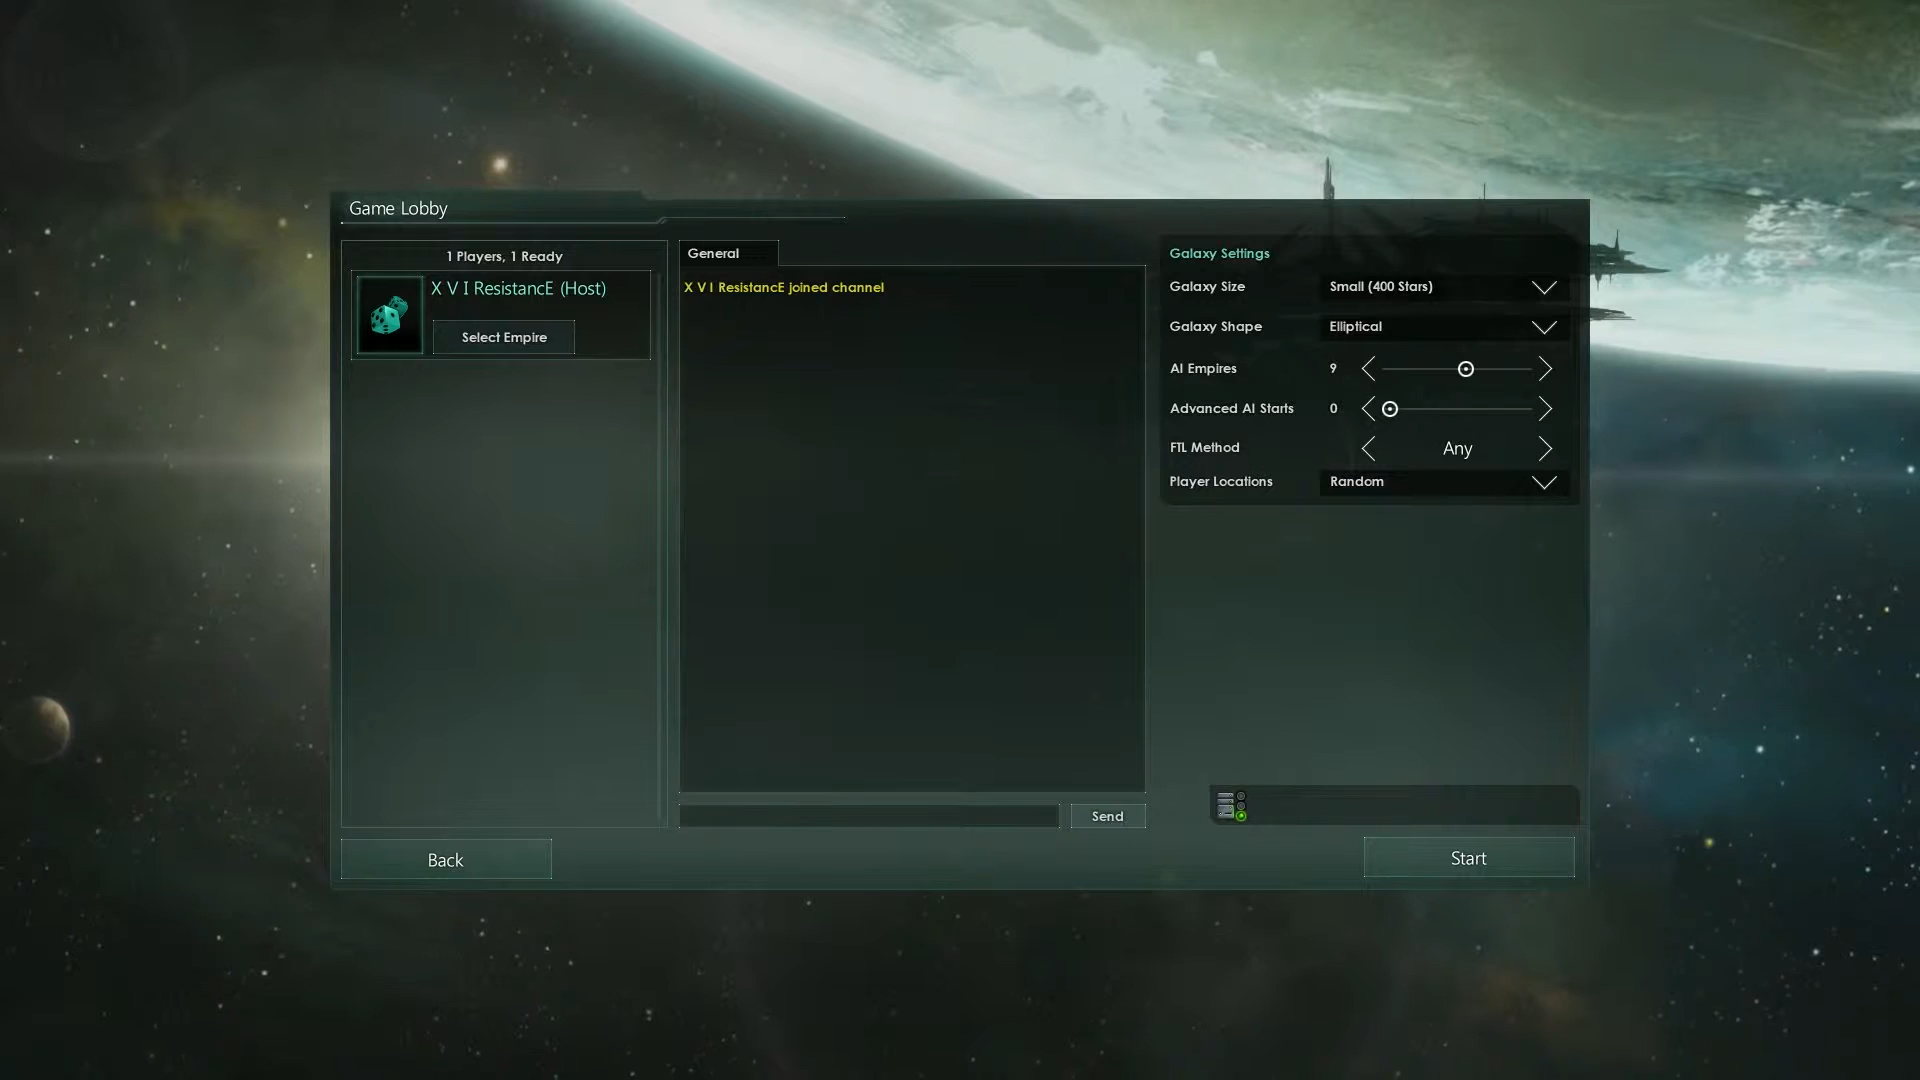 Game Lobby
1 Players, 1 Ready
X V I ResistancE (Host)
Select Empire
General
X V I ResistancE joined channel
Send
Galaxy Settings
Galaxy Size Small (400 Stars)
Galaxy Shape Elliptical
AI Empires 9
Advanced AI Starts 0
FTL Method Any
Player Locations Random
Back
Start